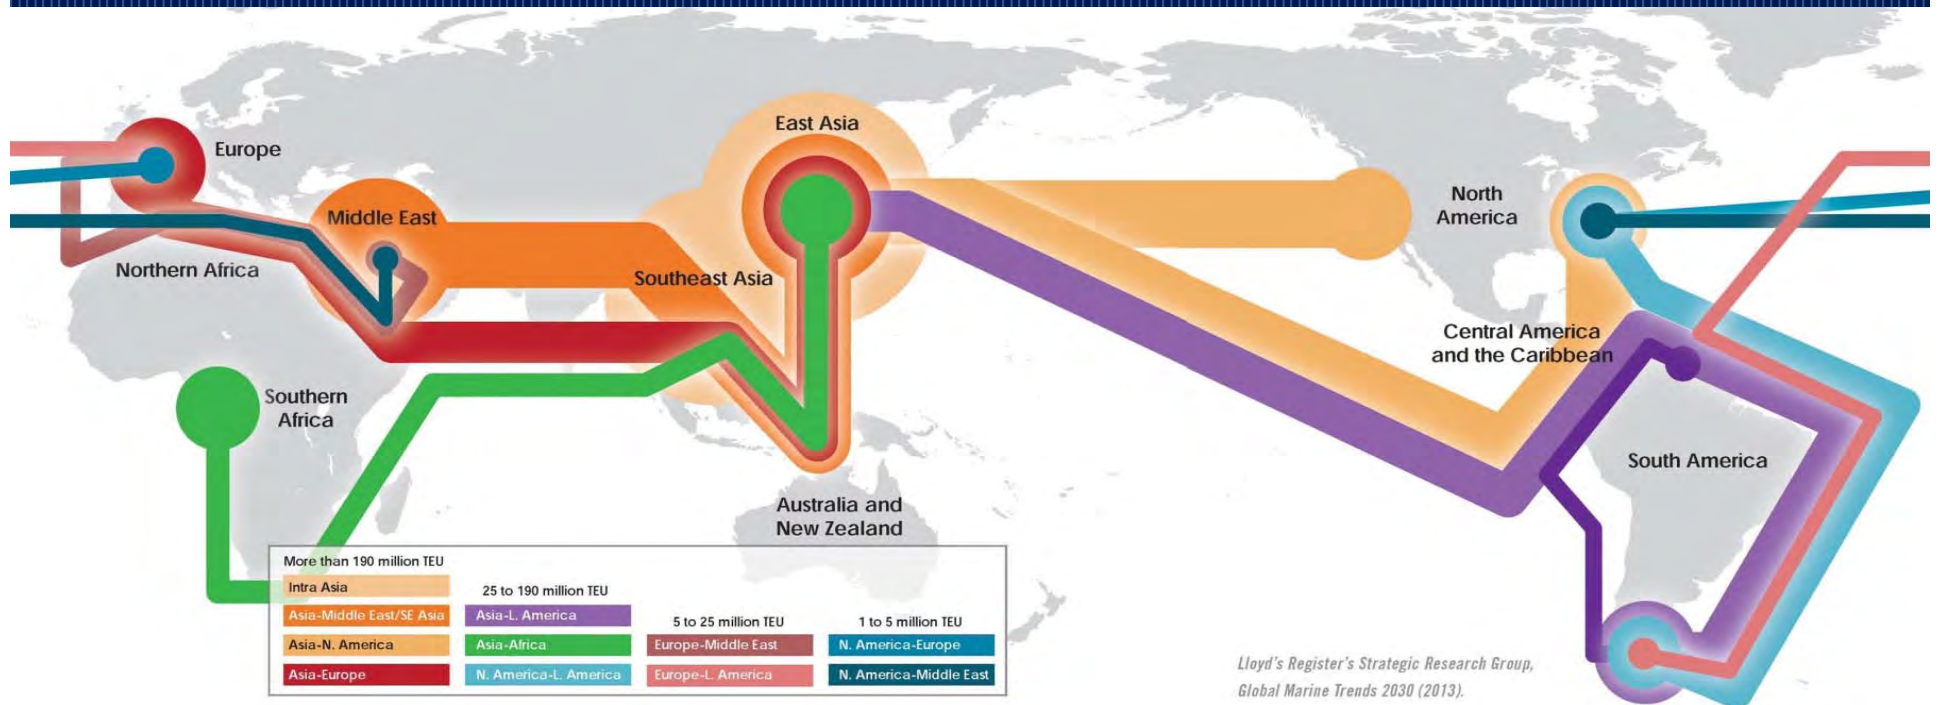 East Asia
Europe
Middle East
North
America
Northern Africa
Southeast Asia
Central America
and the Caribbean
Southern
Africa
South America
Australia and
New Zealand
More than 190 million TEU
Intra Asia
Asia-Middle East/SE Asia
Asia-N. America
Asia-Europe
25 to 190 million TEU
Asia-L. America
Asia-Africa
N. America-L. America
5 to 25 million TEU
Europe-Middle East
Europe-L. America
1 to 5 million TEU
N. America-Europe
N. America-Middle East
Lloyd's Register's Strategic Research Group,
Global Marine Trends 2030 (2013).